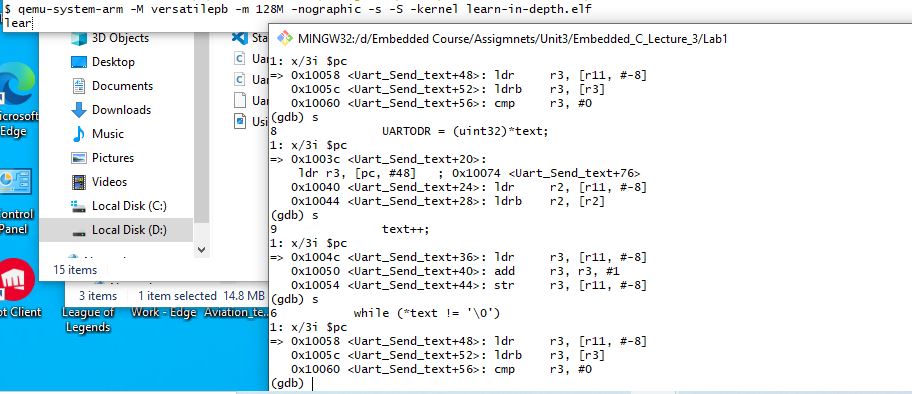 $ qemu-system-arm -M versatilepb -m 128M -nographic -s -S -kernel learn-in-depth.elf
lear
3D Objects
Desktop
Documents
Downloads
Music
Pictures
Videos
Local Disk (C:)
Local Disk (D:)
15 items
3 items
1 item selected 14.8 MB
Sta
Uar
Uar
Uar
Usi
Edge
Panel
ot Client
League of
Legends
Work - Edge
Aviation_te...
MINGW32:/d/Embedded Course/Assigmnets/Unit3/Embedded_C_Lecture_3/Lab1
1: x/3i $pc
=> 0x10058 <Uart_Send_text+48>: ldr r3, [r11, #-8]
0x1005c <Uart_Send_text+52>: ldrb r3, [r3]
0x10060 <Uart_Send_text+56>: cmp r3, #0
(gdb) s
8 UARTODR = (uint32)*text;
1: x/3i $pc
=> 0x1003c <Uart_Send_text+20>:
ldr r3, [pc, #48] ; 0x10074 <Uart_Send_text+76>
0x10040 <Uart_Send_text+24>: ldr r2, [r11, #-8]
0x10044 <Uart_Send_text+28>: ldrb r2, [r2]
(gdb) s
9 text++;
1: x/3i $pc
=> 0x1004c <Uart_Send_text+36>: ldr r3, [r11, #-8]
0x10050 <Uart_Send_text+40>: add r3, r3, #1
0x10054 <Uart_Send_text+44>: str r3, [r11, #-8]
(gdb) s
6 while (*text != '\0')
1: x/3i $pc
=> 0x10058 <Uart_Send_text+48>: ldr r3, [r11, #-8]
0x1005c <Uart_Send_text+52>: ldrb r3, [r3]
0x10060 <Uart_Send_text+56>: cmp r3, #0
(gdb)